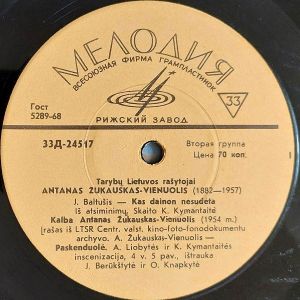 МЕЛОДИЯ
ВСЕСОЮЗНАЯ ФИРМА ГРАМПЛАСТИНОК
33
РИЖСКИЙ ЗАВОД
Гост
5289-68
33Д-24517
Вторая группа
Цена 70 коп.
Tarybų Lietuvos rašytojai
ANTANAS ŽUKAUSKAS-VIENUOLIS (1882—1957)
J. Baltušis — Kas dainon nesudėta
iš atsiminimų. Skaito K. Kymantaitė
Kalba Antanas Žukauskas-Vienuolis (1954 m.)
[rašas iš LTSR Centr. valst. kino-foto-fonodokumentų
archyvo. A. Žukauskas-Vienuolis —
Paskenduolė. A. Liobytės ir K. Kymantaitės
inscenizacija, 4 v. 5 pav., ištrauka
J. Berūkštytė ir O. Knapkytė